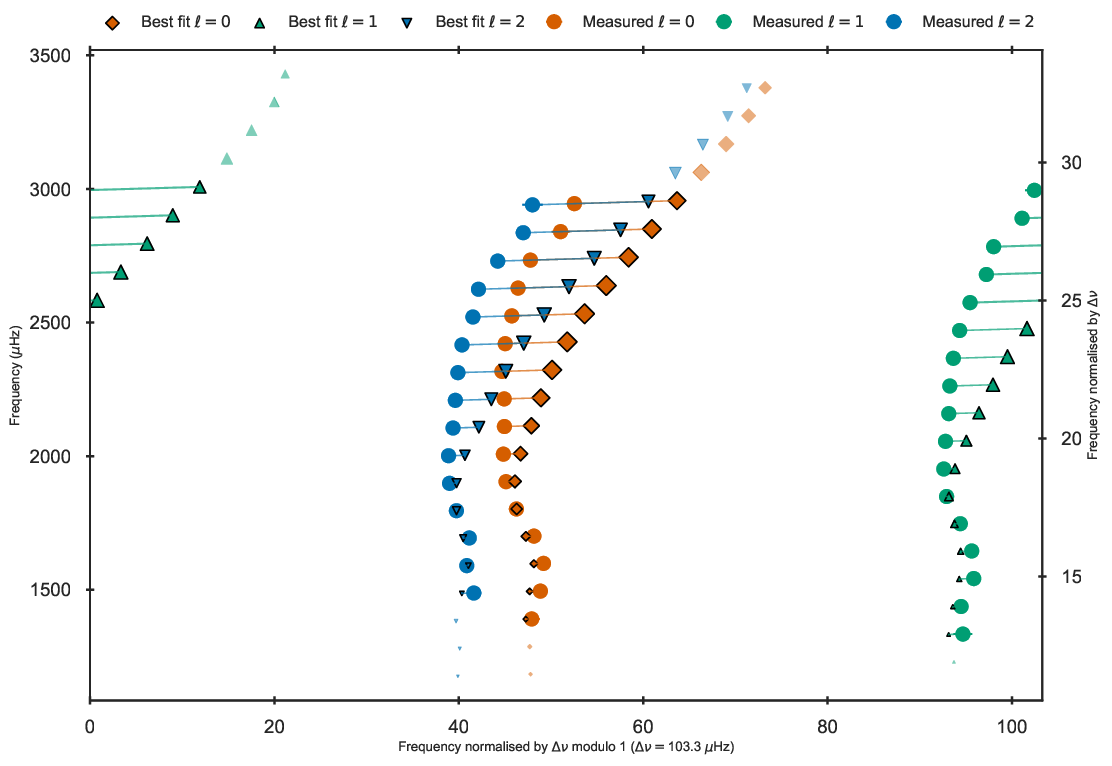 Best fit ℓ = 0 Best fit ℓ = 1 Best fit ℓ = 2 Measured ℓ = 0 Measured ℓ = 1 Measured ℓ = 2
3500
3000
2500
2000
1500
Frequency (μHz)
30
25
20
15
Frequency normalised by Δν
0 20 40 60 80 100
Frequency normalised by Δν modulo 1 (Δν = 103.3 μHz)